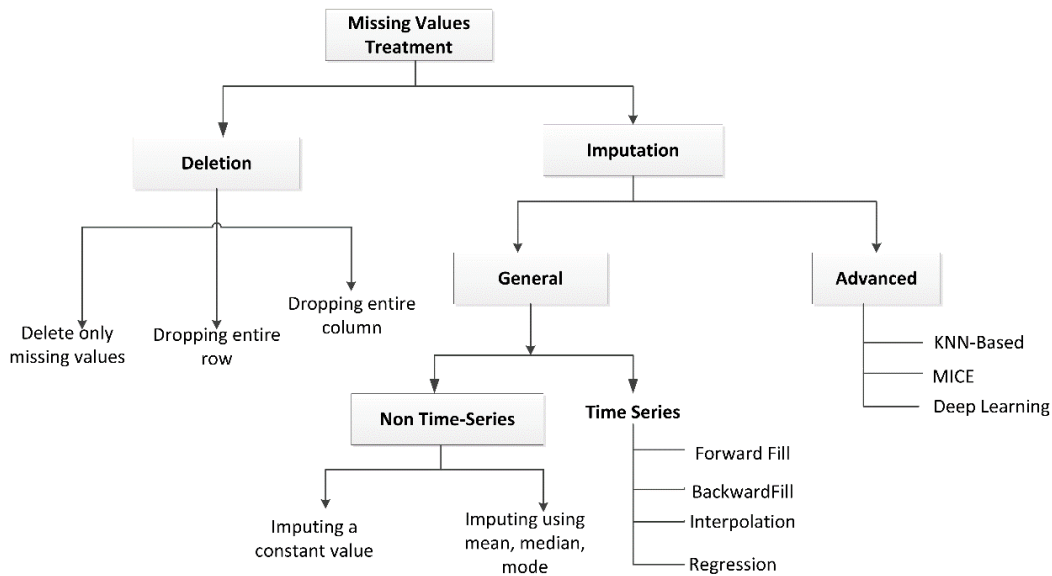 Missing Values
Treatment
Deletion
Imputation
General
Advanced
Delete only
missing values
Dropping entire
row
Dropping entire
column
KNN-Based
MICE
Deep Learning
Non Time-Series
Time Series
Forward Fill
BackwardFill
Interpolation
Regression
Imputing a
constant value
Imputing using
mean, median,
mode